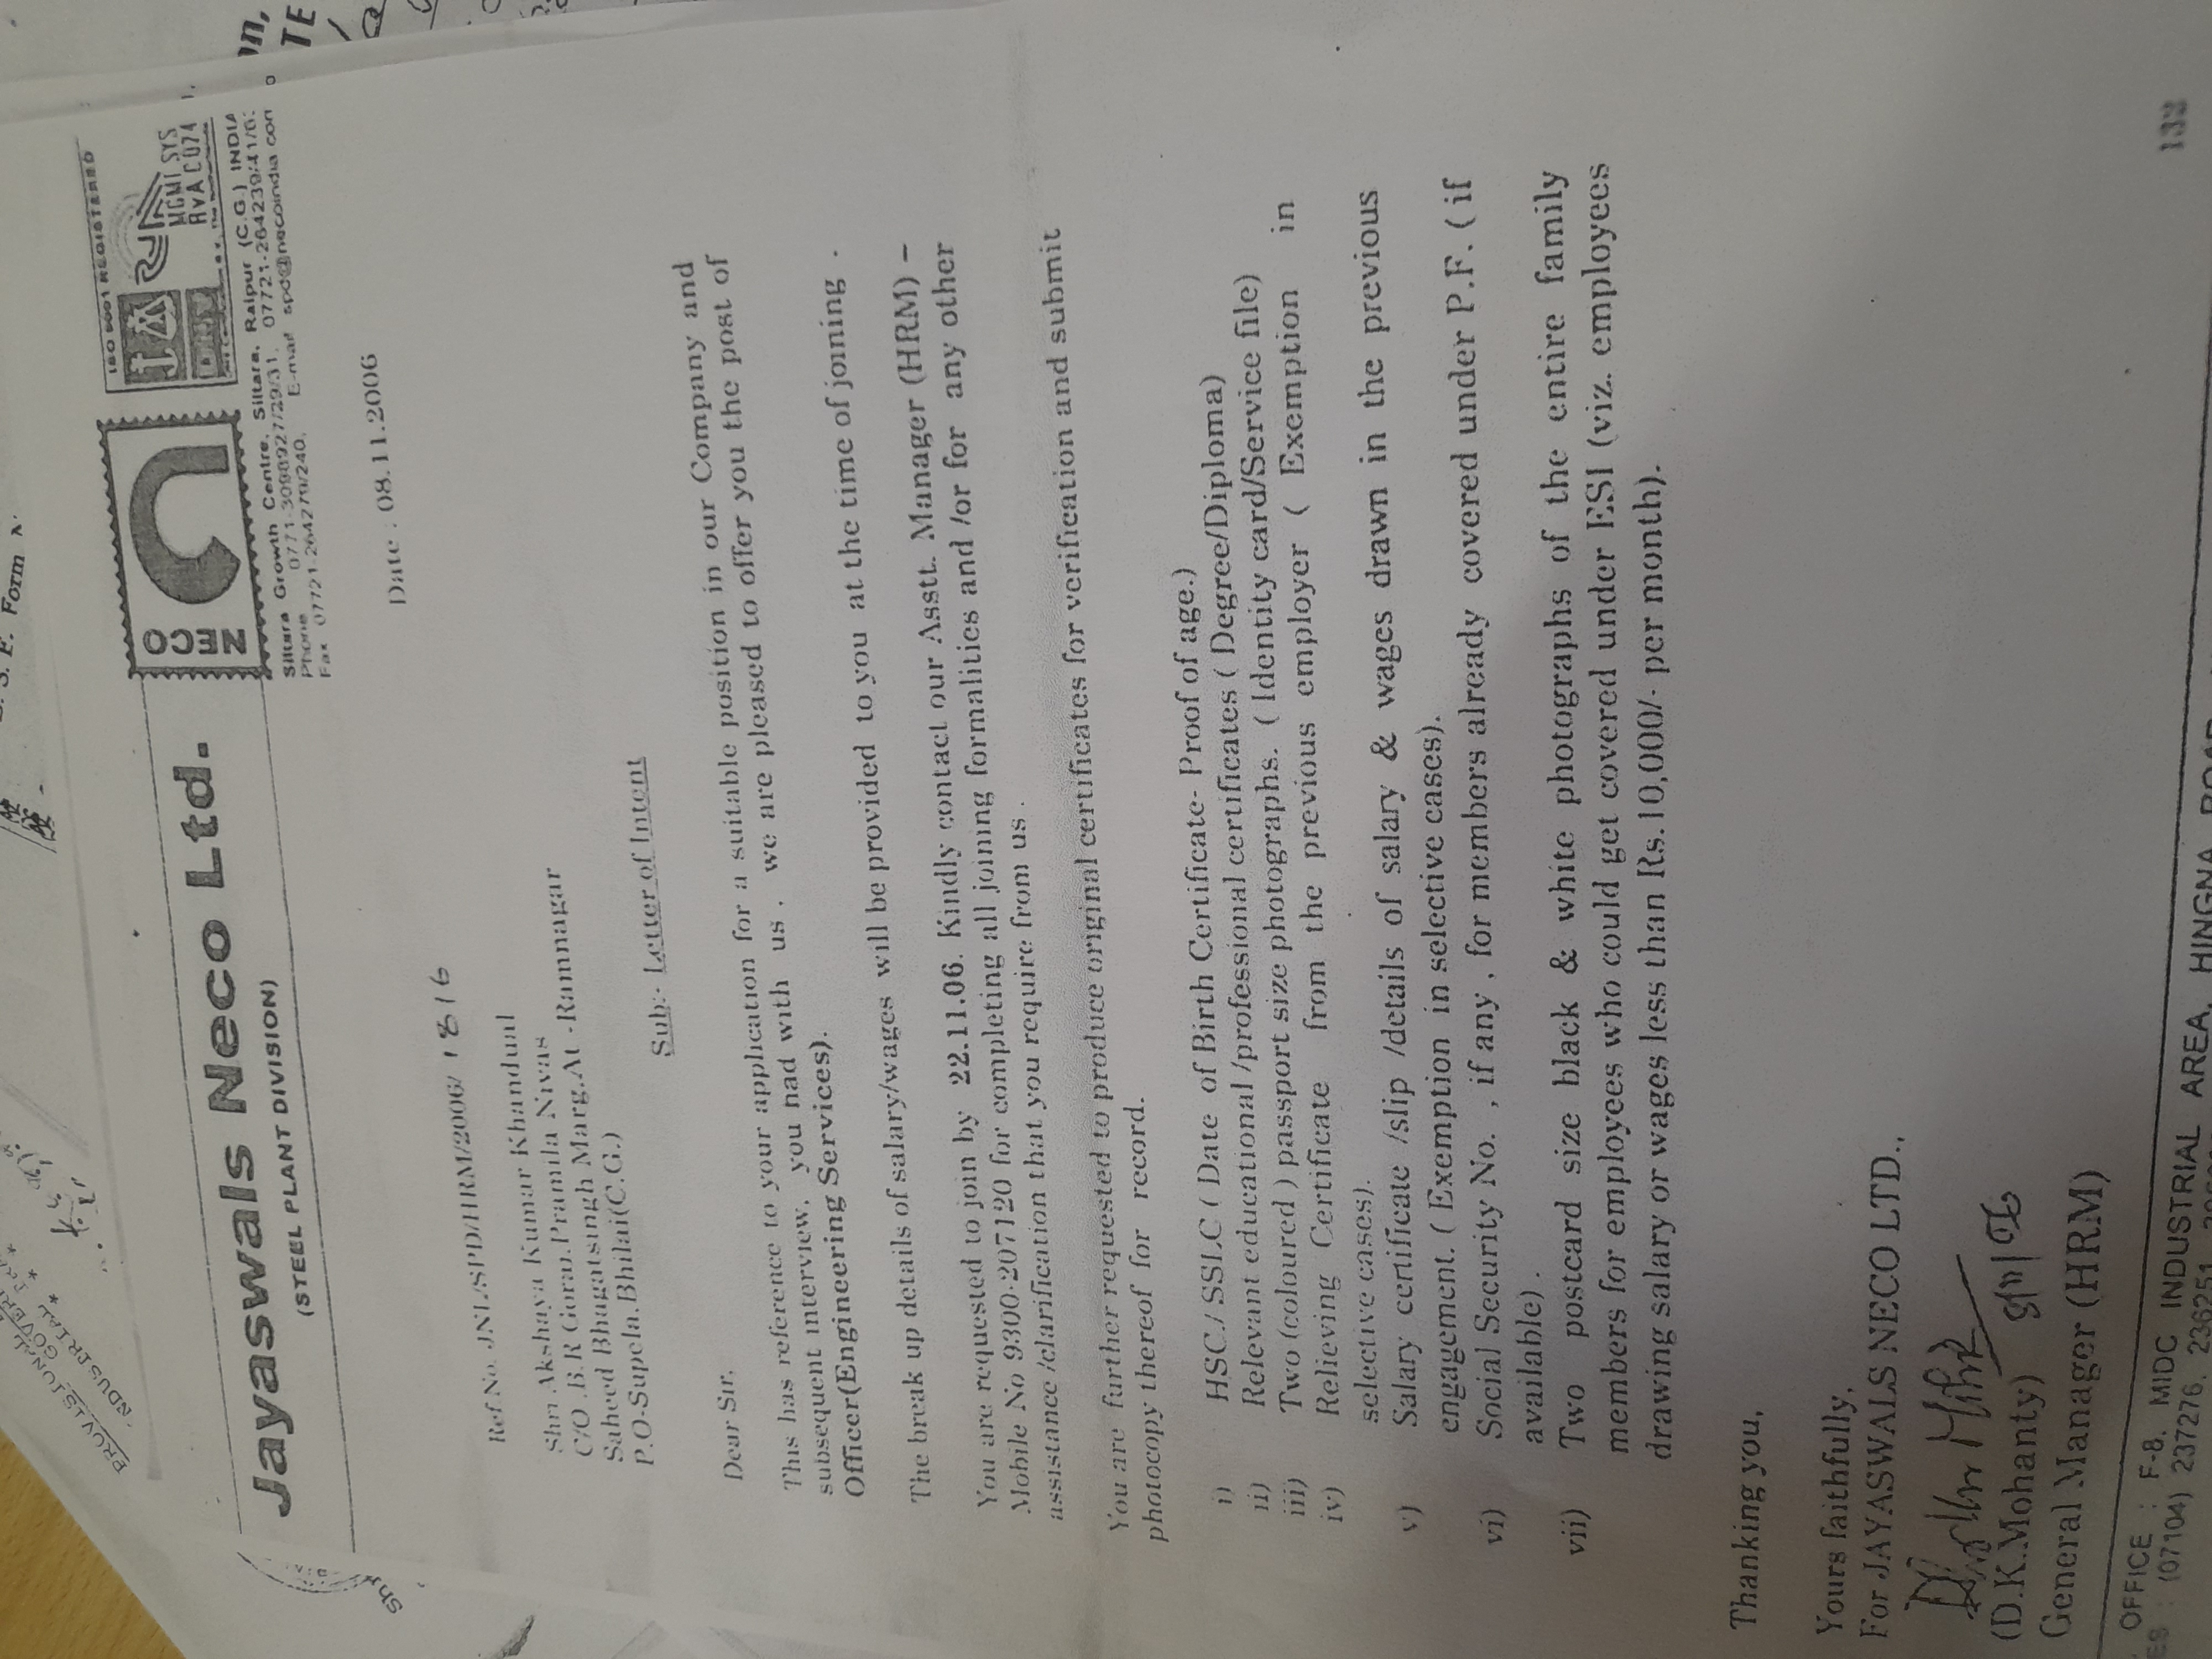 PROVISIONAL
GOVER
NDUSTRIAL TRA
* * *
S. F. Form N
Jayaswals Neco Ltd.
(STEEL PLANT DIVISION)
NECO
ISO 9001 REGISTERED
DNV
RvA
MGMT SYS
RvA C 024
Siltara Growth Centre, Siltara, Raipur (C.G.) INDIA
Phone 0771-3098927/29/31, 07721-264239/41/6
Fax 07721-264279/240, E-mail spd@necoindia com
on,
TE
Sh
Date : 08.11.2006
Ref.No. JNL/SPD/HRM/2006/ 1816
Shri Akshaya Kumar Khandual
C/O .B.R Gorai.Pramila Nivas
Saheed Bhagatsingh Marg.At -Ramnagar
P.O-Supela.Bhilai(C.G.)
Sub:- Letter of Intent
Dear Sir,
This has reference to your application for a suitable position in our Company and
subsequent interview, you had with us , we are pleased to offer you the post of
Officer(Engineering Services).
The break up details of salary/wages will be provided to you at the time of joining .
You are requested to join by 22.11.06. Kindly contact our Asstt. Manager (HRM) –
Mobile No 9300-207120 for completing all joining formalities and /or for any other
assistance /clarification that you require from us .
You are further requested to produce original certificates for verification and submit
photocopy thereof for record.
i) HSC./ SSLC ( Date of Birth Certificate- Proof of age.)
ii) Relevant educational /professional certificates ( Degree/Diploma)
iii) Two (coloured ) passport size photographs. ( Identity card/Service file)
iv) Relieving Certificate from the previous employer ( Exemption in
selective cases).
v) Salary certificate /slip /details of salary & wages drawn in the previous
engagement. ( Exemption in selective cases).
vi) Social Security No. , if any , for members already covered under P.F. ( if
available) .
vii) Two postcard size black & white photographs of the entire family
members for employees who could get covered under ESI (viz. employees
drawing salary or wages less than Rs.10,000/- per month).
Thanking you,
Yours faithfully,
For JAYASWALS NECO LTD.,
8/11/06
(D.K.Mohanty)
General Manager (HRM)
OFFICE : F-8, MIDC INDUSTRIAL AREA, HINGNA ROAD
ES : (07104) 237276, 236251,
132